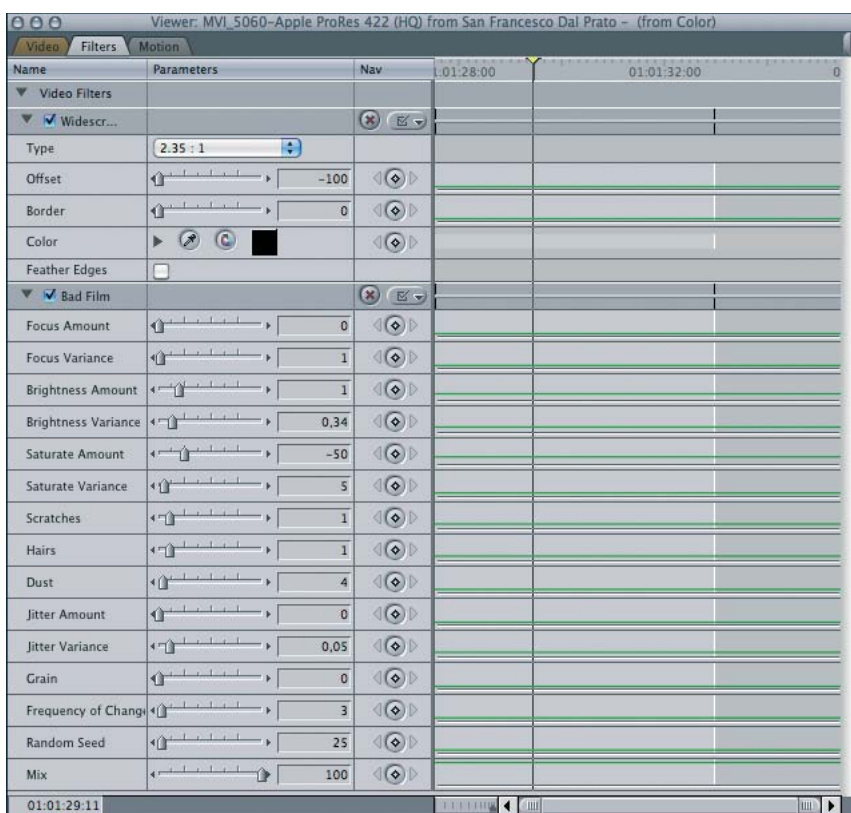 Viewer: MVI_5060-Apple ProRes 422 (HQ) from San Francesco Dal Prato - (from Color)
Video Filters Motion
Name Parameters Nav 1:01:28:00 01:01:32:00 0
Video Filters
Widescr...
Type 2.35 : 1
Offset -100
Border 0
Color
Feather Edges
Bad Film
Focus Amount 0
Focus Variance 1
Brightness Amount 1
Brightness Variance 0,34
Saturate Amount -50
Saturate Variance 5
Scratches 1
Hairs 1
Dust 4
Jitter Amount 0
Jitter Variance 0,05
Grain 0
Frequency of Change 3
Random Seed 25
Mix 100
01:01:29:11